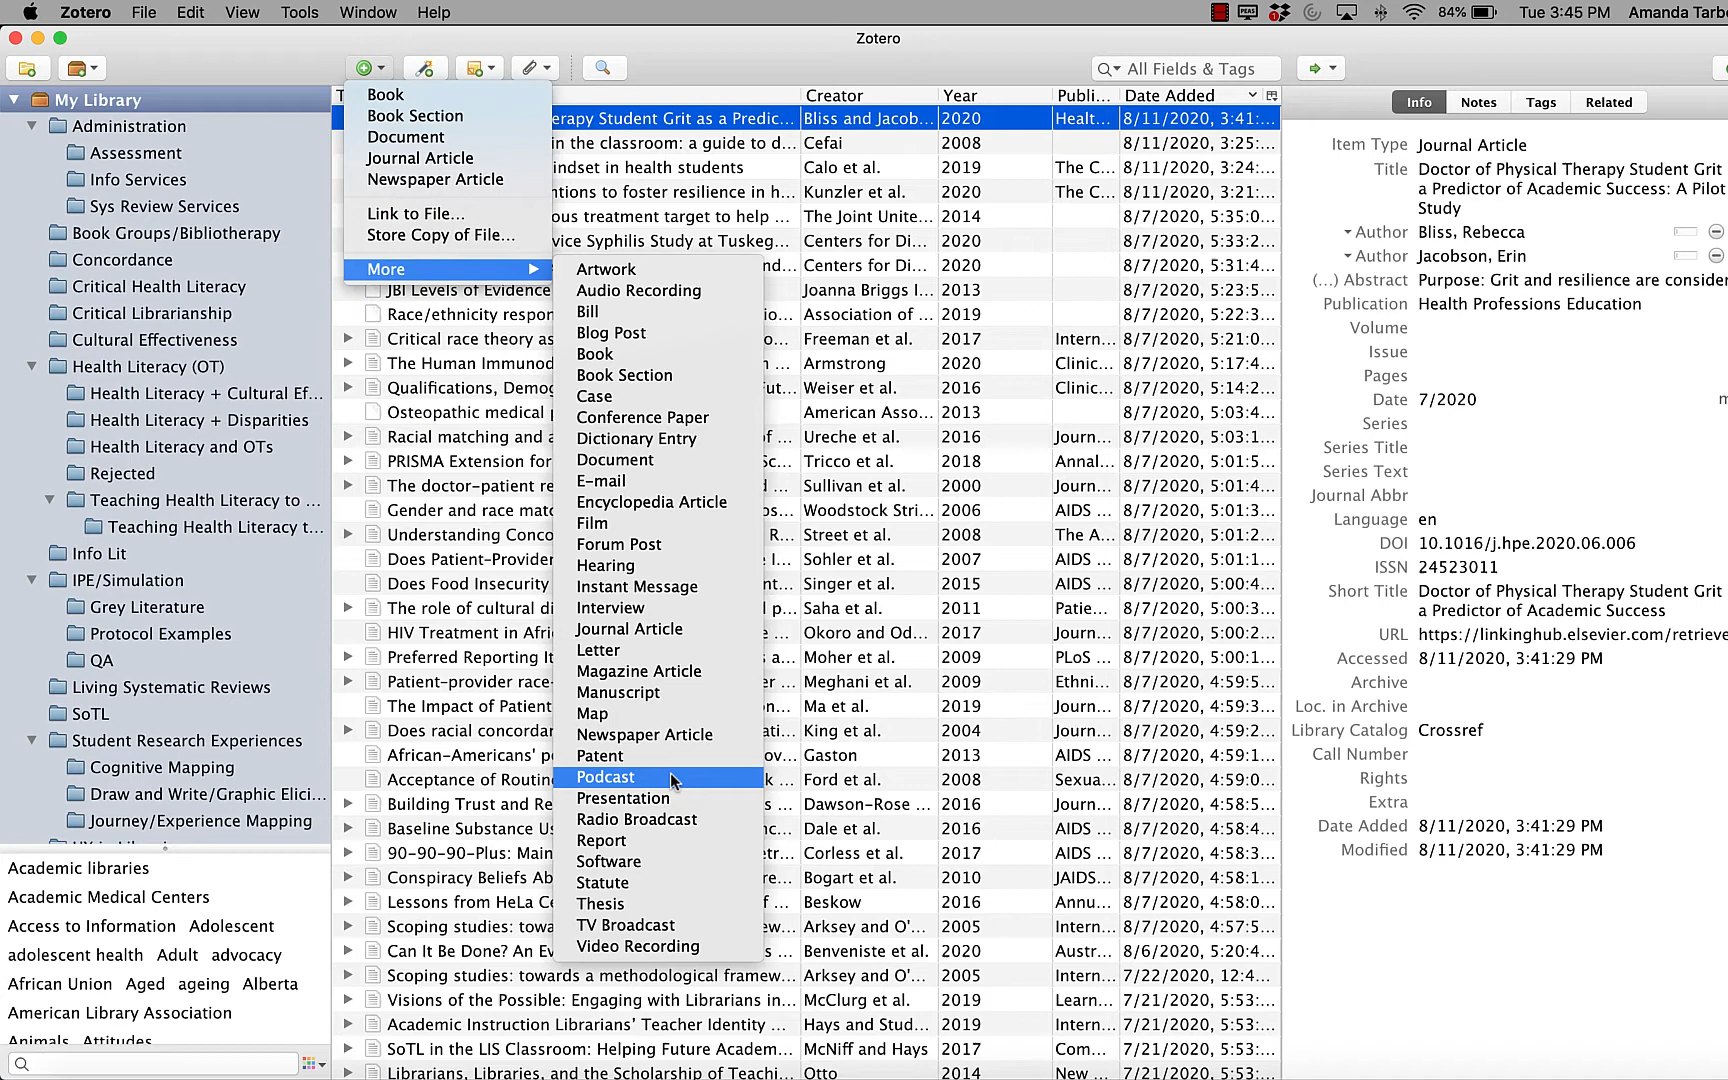 Zotero File Edit View Tools Window Help 84% Tue 3:45 PM Amanda Tarb
Zotero
All Fields & Tags
My Library
Administration
Assessment
Info Services
Sys Review Services
Book Groups/Bibliotherapy
Concordance
Critical Health Literacy
Critical Librarianship
Cultural Effectiveness
Health Literacy (OT)
Health Literacy + Cultural Ef...
Health Literacy + Disparities
Health Literacy and OTs
Rejected
Teaching Health Literacy to ...
Teaching Health Literacy t...
Info Lit
IPE/Simulation
Grey Literature
Protocol Examples
QA
Living Systematic Reviews
SoTL
Student Research Experiences
Cognitive Mapping
Draw and Write/Graphic Elici...
Journey/Experience Mapping
Academic libraries
Academic Medical Centers
Access to Information Adolescent
adolescent health Adult advocacy
African Union Aged ageing Alberta
American Library Association
Animals Attitudes
Book
Book Section
Document
Journal Article
Newspaper Article
Link to File...
Store Copy of File...
More
Artwork
Audio Recording
Bill
Blog Post
Book
Book Section
Case
Conference Paper
Dictionary Entry
Document
E-mail
Encyclopedia Article
Film
Forum Post
Hearing
Instant Message
Interview
Journal Article
Letter
Magazine Article
Manuscript
Map
Newspaper Article
Patent
Podcast
Presentation
Radio Broadcast
Report
Software
Statute
Thesis
TV Broadcast
Video Recording
Creator Year Publi... Date Added
erapy Student Grit as a Predic... Bliss and Jacob... 2020 Healt... 8/11/2020, 3:41:...
in the classroom: a guide to d... Cefai 2008 8/11/2020, 3:25:...
indset in health students Calo et al. 2019 The C... 8/11/2020, 3:24:...
ntions to foster resilience in h... Kunzler et al. 2020 The C... 8/11/2020, 3:21:...
ous treatment target to help ... The Joint Unite... 2014 8/7/2020, 5:35:0...
vice Syphilis Study at Tuskeg... Centers for Di... 2020 8/7/2020, 5:33:2...
nd... Centers for Di... 2020 8/7/2020, 5:31:4...
JBI Levels of Evidence Joanna Briggs I... 2013 8/7/2020, 5:23:5...
Race/ethnicity respon io... Association of ... 2019 8/7/2020, 5:22:3...
Critical race theory as Freeman et al. 2017 Intern... 8/7/2020, 5:21:0...
The Human Immunod Armstrong 2020 Clinic... 8/7/2020, 5:17:4...
Qualifications, Demog ut... Weiser et al. 2016 Clinic... 8/7/2020, 5:14:2...
Osteopathic medical p American Asso... 2013 8/7/2020, 5:03:4...
Racial matching and a of ... Ureche et al. 2016 Journ... 8/7/2020, 5:03:1...
PRISMA Extension for Sc... Tricco et al. 2018 Annal... 8/7/2020, 5:01:5...
The doctor-patient re d ... Sullivan et al. 2000 Journ... 8/7/2020, 5:01:4...
Gender and race matc os... Woodstock Stri... 2006 AIDS ... 8/7/2020, 5:01:3...
Understanding Conco R... Street et al. 2008 The A... 8/7/2020, 5:01:2...
Does Patient-Provider I... Sohler et al. 2007 AIDS ... 8/7/2020, 5:01:2...
Does Food Insecurity nt... Singer et al. 2015 AIDS ... 8/7/2020, 5:00:4...
The role of cultural di p... Saha et al. 2011 Patie... 8/7/2020, 5:00:3...
HIV Treatment in Afri e ... Okoro and Od... 2017 Journ... 8/7/2020, 5:00:2...
Preferred Reporting It s a... Moher et al. 2009 PLoS ... 8/7/2020, 5:00:1...
Patient-provider race- ... Meghani et al. 2009 Ethni... 8/7/2020, 4:59:5...
The Impact of Patient ... Ma et al. 2019 Journ... 8/7/2020, 4:59:3...
Does racial concordar ati... King et al. 2004 Journ... 8/7/2020, 4:59:2...
African-Americans' p ov... Gaston 2013 AIDS ... 8/7/2020, 4:59:1...
Acceptance of Routin k ... Ford et al. 2008 Sexua... 8/7/2020, 4:59:0...
Building Trust and Re ... Dawson-Rose ... 2016 Journ... 8/7/2020, 4:58:5...
Baseline Substance Us nc... Dale et al. 2016 AIDS ... 8/7/2020, 4:58:4...
90-90-90-Plus: Main etr... Corless et al. 2017 AIDS ... 8/7/2020, 4:58:3...
Conspiracy Beliefs Ab re... Bogart et al. 2010 JAIDS... 8/7/2020, 4:58:1...
Lessons from HeLa Ce f ... Beskow 2016 Annu... 8/7/2020, 4:58:0...
Scoping studies: towa ew... Arksey and O'... 2005 Intern... 8/7/2020, 4:57:5...
Can It Be Done? An Ev ... Benveniste et al. 2020 Austr... 8/6/2020, 5:20:4...
Scoping studies: towards a methodological framew... Arksey and O'... 2005 Intern... 7/22/2020, 12:4...
Visions of the Possible: Engaging with Librarians in... McClurg et al. 2019 Learn... 7/21/2020, 5:53:...
Academic Instruction Librarians' Teacher Identity ... Hays and Stud... 2019 Intern... 7/21/2020, 5:53:...
SoTL in the LIS Classroom: Helping Future Academ... McNiff and Hays 2017 Com... 7/21/2020, 5:53:...
Librarians, Libraries, and the Scholarship of Teachi... Otto 2014 New ... 7/21/2020, 5:53:...
Info Notes Tags Related
Item Type Journal Article
Title Doctor of Physical Therapy Student Grit
a Predictor of Academic Success: A Pilot
Study
Author Bliss, Rebecca
Author Jacobson, Erin
(...) Abstract Purpose: Grit and resilience are consider
Publication Health Professions Education
Volume
Issue
Pages
Date 7/2020
Series
Series Title
Series Text
Journal Abbr
Language en
DOI 10.1016/j.hpe.2020.06.006
ISSN 24523011
Short Title Doctor of Physical Therapy Student Grit
a Predictor of Academic Success
URL https://linkinghub.elsevier.com/retrieve
Accessed 8/11/2020, 3:41:29 PM
Archive
Loc. in Archive
Library Catalog Crossref
Call Number
Rights
Extra
Date Added 8/11/2020, 3:41:29 PM
Modified 8/11/2020, 3:41:29 PM